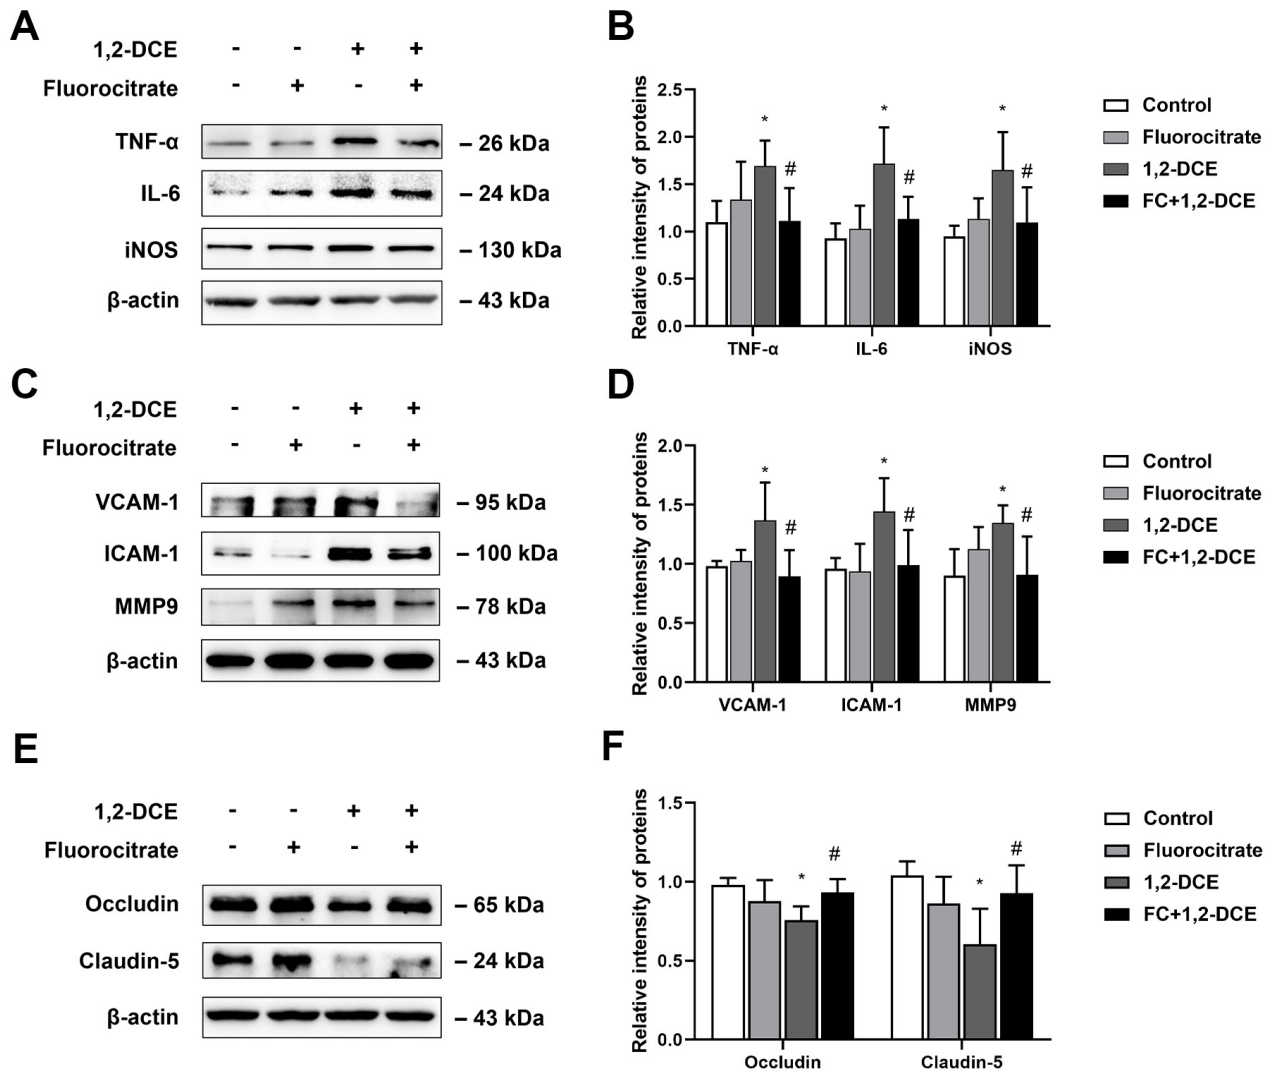 A
1,2-DCE - - + +
Fluorocitrate - + - +
TNF-α – 26 kDa
IL-6 – 24 kDa
iNOS – 130 kDa
β-actin – 43 kDa
B
Relative intensity of proteins
2.5
2.0
1.5
1.0
0.5
0.0
* # * # * #
TNF-α IL-6 iNOS
Control
Fluorocitrate
1,2-DCE
FC+1,2-DCE
C
1,2-DCE - - + +
Fluorocitrate - + - +
VCAM-1 – 95 kDa
ICAM-1 – 100 kDa
MMP9 – 78 kDa
β-actin – 43 kDa
D
Relative intensity of proteins
2.0
1.5
1.0
0.5
0.0
* # * # * #
VCAM-1 ICAM-1 MMP9
Control
Fluorocitrate
1,2-DCE
FC+1,2-DCE
E
1,2-DCE - - + +
Fluorocitrate - + - +
Occludin – 65 kDa
Claudin-5 – 24 kDa
β-actin – 43 kDa
F
Relative intensity of proteins
1.5
1.0
0.5
0.0
* # * #
Occludin Claudin-5
Control
Fluorocitrate
1,2-DCE
FC+1,2-DCE